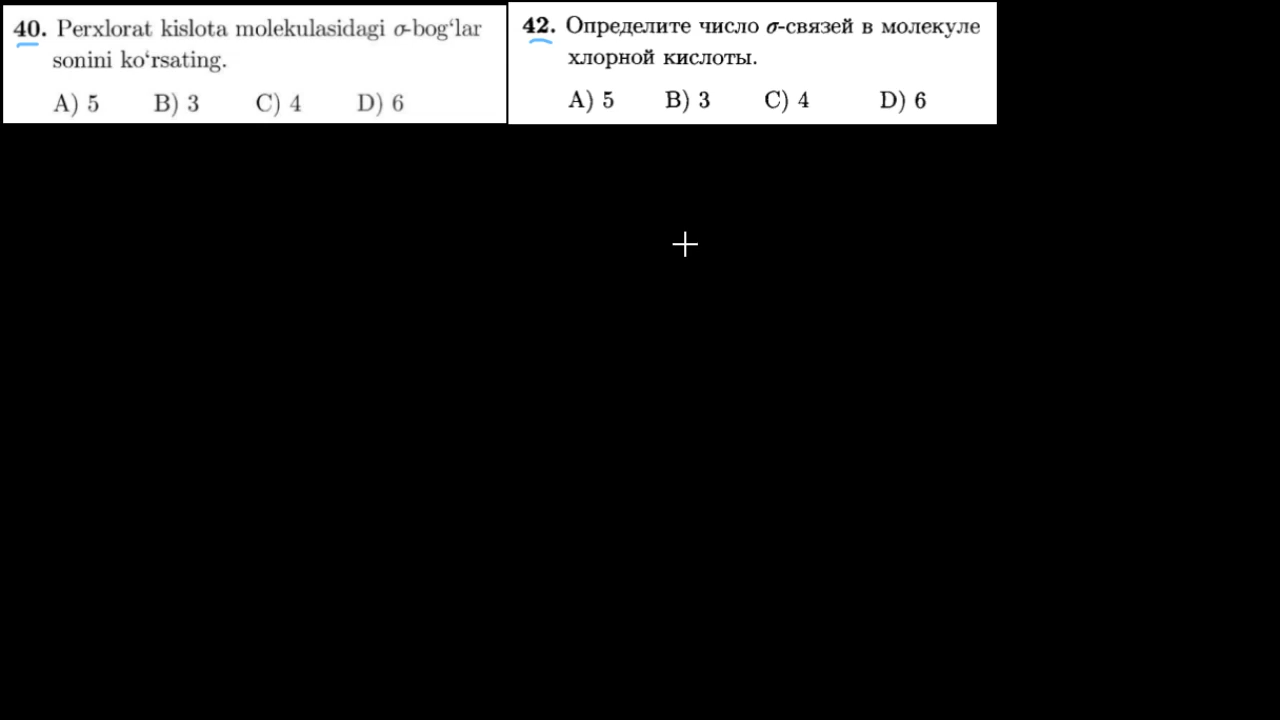 40. Perxlorat kislota molekulasidagi σ-bog‘lar
sonini ko‘rsating.
A) 5 B) 3 C) 4 D) 6
42. Определите число σ-связей в молекуле
хлорной кислоты.
A) 5 B) 3 C) 4 D) 6